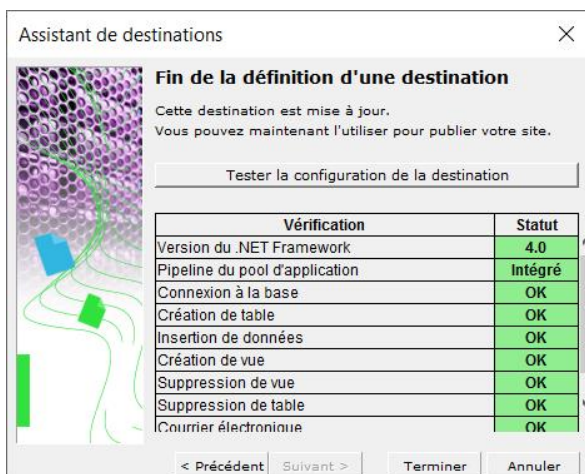 Assistant de destinations
Fin de la définition d'une destination
Cette destination est mise à jour.
Vous pouvez maintenant l'utiliser pour publier votre site.
Tester la configuration de la destination
Vérification Statut
Version du .NET Framework 4.0
Pipeline du pool d'application Intégré
Connexion à la base OK
Création de table OK
Insertion de données OK
Création de vue OK
Suppression de vue OK
Suppression de table OK
Courrier électronique OK
< Précédent Suivant > Terminer Annuler